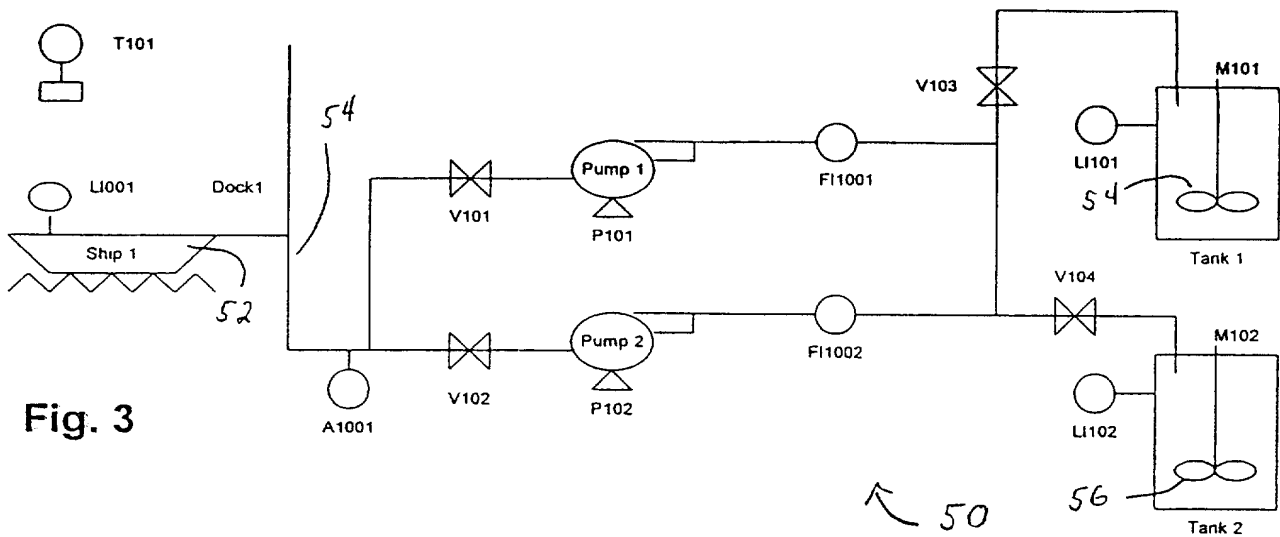 T101
54
LI001
Dock1
Ship 1
52
A1001
V101
V102
Pump 1
P101
Pump 2
P102
FI1001
FI1002
V103
M101
LI101
54
Tank 1
V104
M102
LI102
56
Tank 2
50
Fig. 3